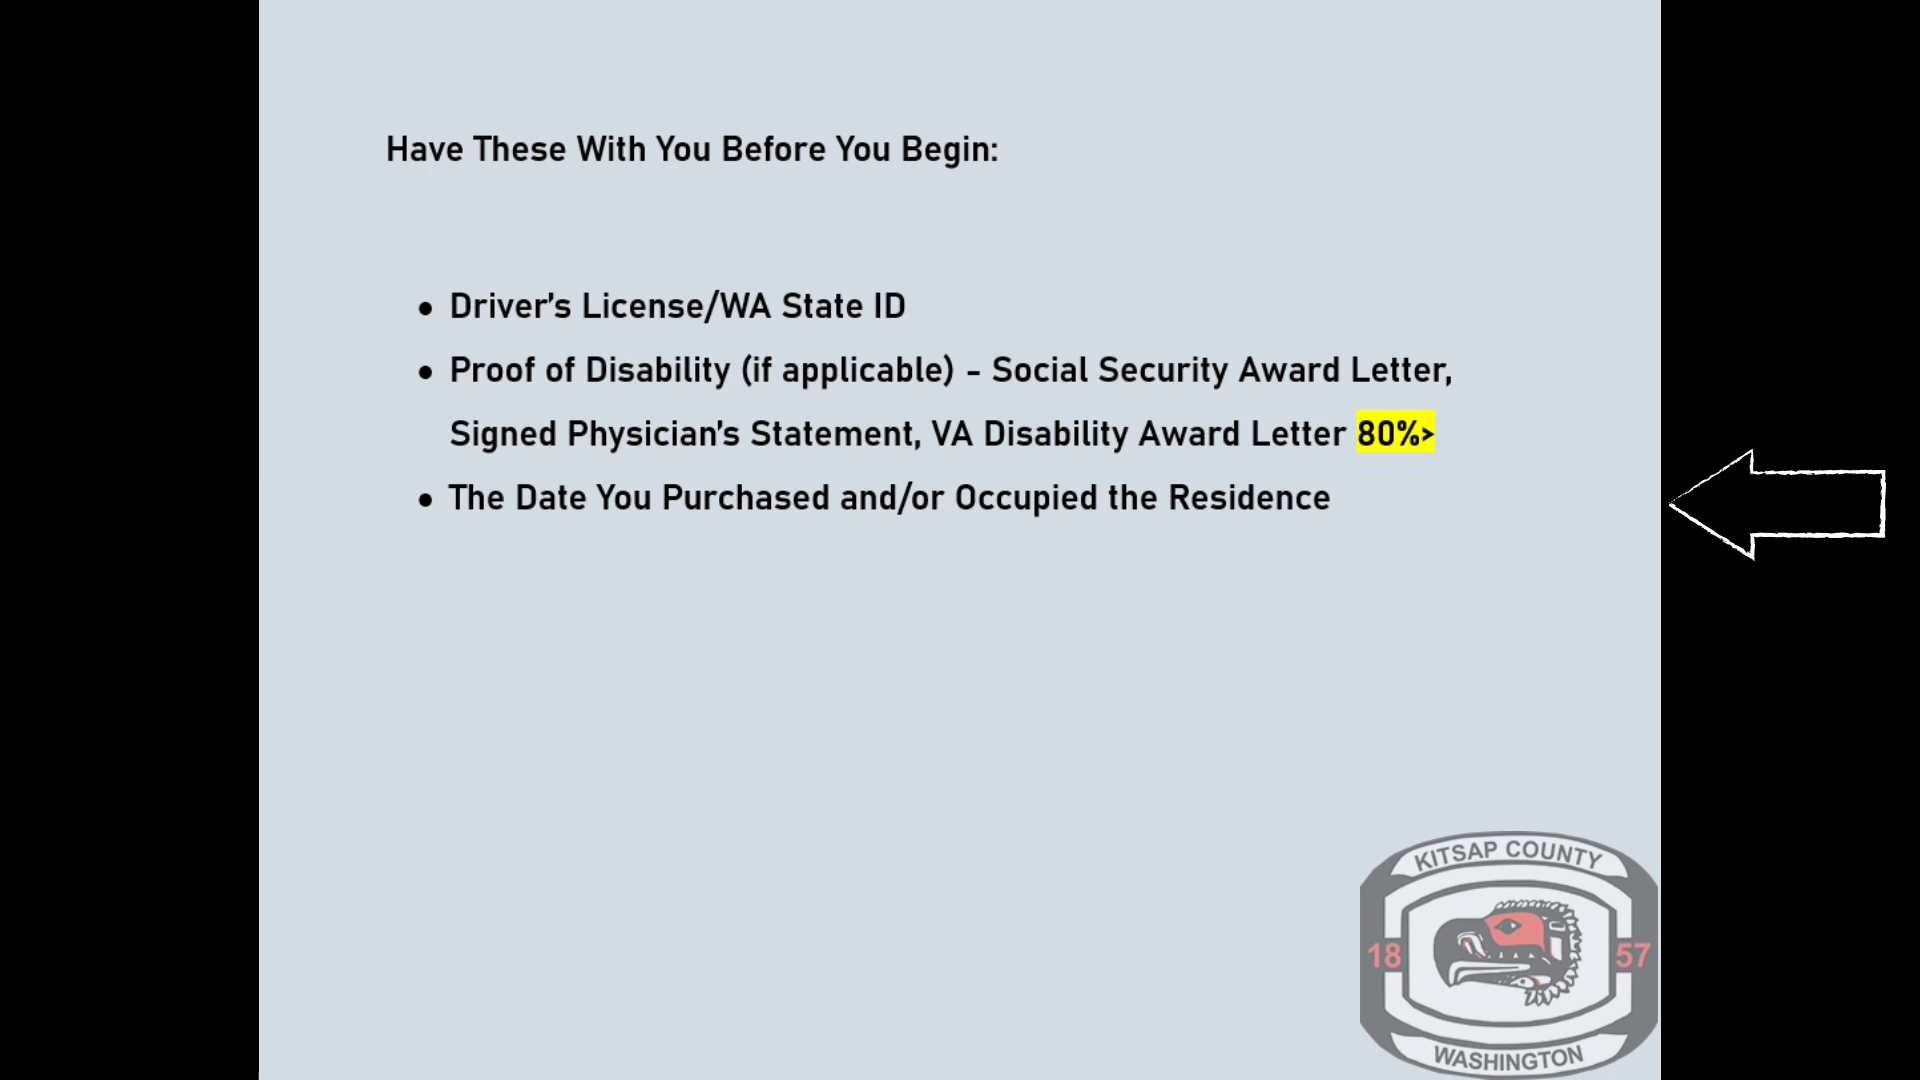 Have These With You Before You Begin:
• Driver's License/WA State ID
• Proof of Disability (if applicable) - Social Security Award Letter,
Signed Physician's Statement, VA Disability Award Letter 80%>
• The Date You Purchased and/or Occupied the Residence
KITSAP COUNTY
18 57
WASHINGTON